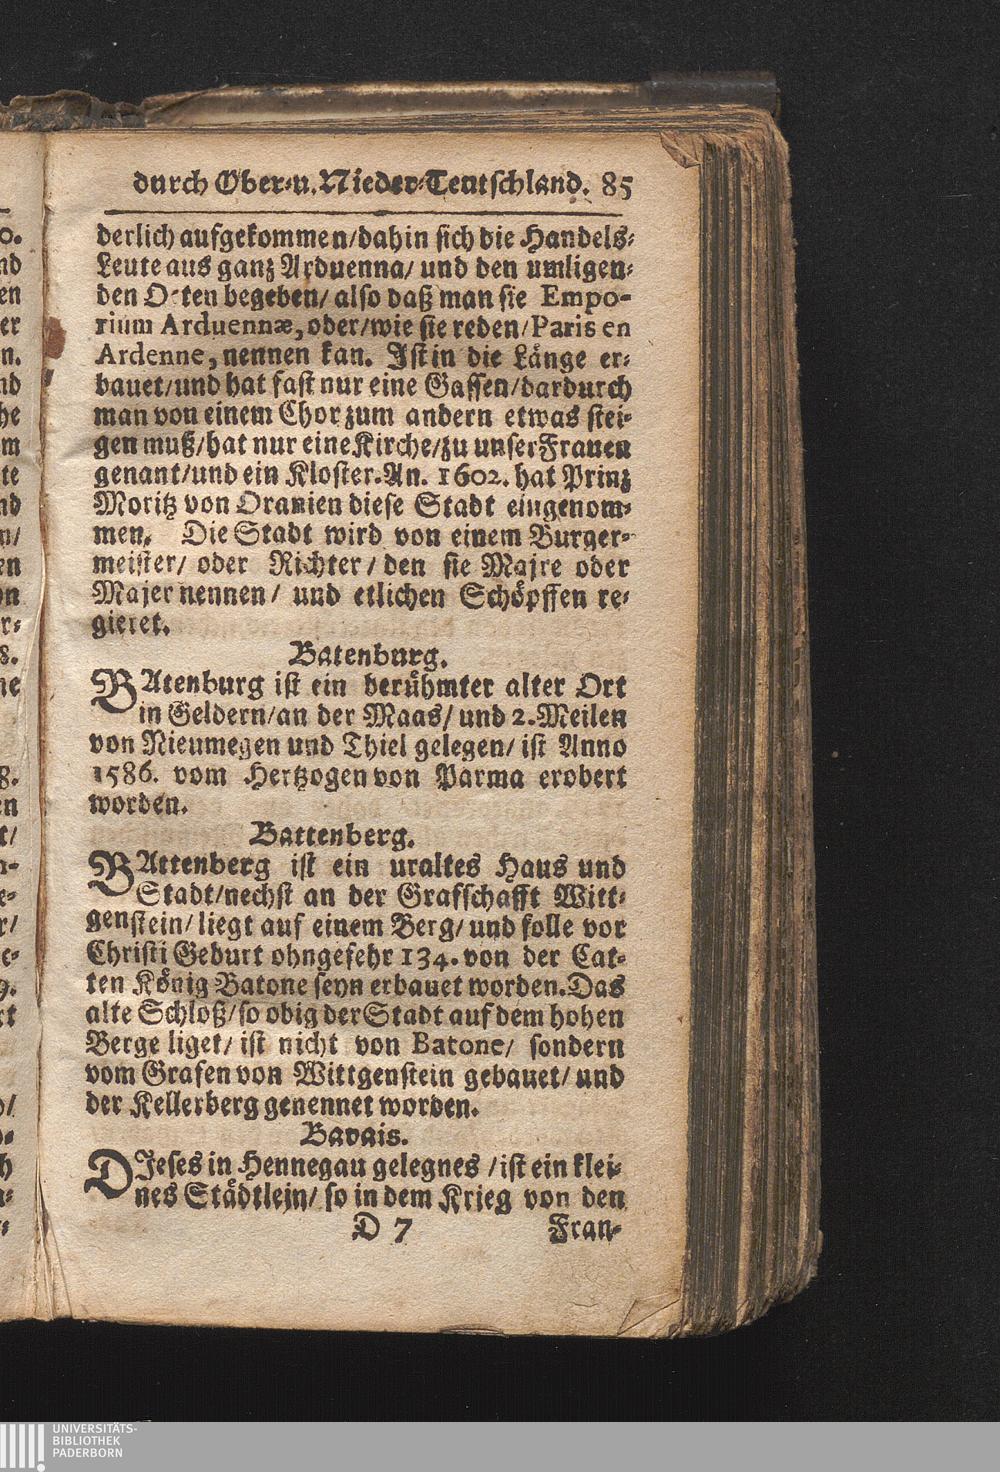 durch Ober-u. Nieder-Teutschland. 85
derlich aufgekommen/dahin sich die Handels-
Leute aus ganz Arduenna/ und den umligen-
den Orten begeben/ also daß man sie Empo-
rium Arduennæ, oder/wie sie reden/Paris en
Ardenne, nennen kan. Ist in die Länge er-
bauet/und hat fast nur eine Gassen/dardurch
man von einem Chor zum andern etwas stei-
gen muß/hat nur eine Kirche/zu unser Frauen
genant/und ein Kloster. An. 1602. hat Prinz
Moritz von Oranien diese Stadt eingenom-
men. Die Stadt wird von einem Burger-
meister/ oder Richter/ den sie Majre oder
Majer nennen/ und etlichen Schöpffen re-
gieret.
Batenburg.
BAtenburg ist ein berühmter alter Ort
in Geldern/an der Maas/ und 2. Meilen
von Nieumegen und Thiel gelegen/ ist Anno
1586. vom Hertzogen von Parma erobert
worden.
Battenberg.
BAttenberg ist ein uraltes Haus und
Stadt/nechst an der Grafschafft Witt-
genstein/ liegt auf einem Berg/ und solle vor
Christi Geburt ohngefehr 134. von der Cat-
ten König Batone seyn erbauet worden. Das
alte Schloß/so obig der Stadt auf dem hohen
Berge liget/ ist nicht von Batone/ sondern
vom Grafen von Wittgenstein gebauet/ und
der Kellerberg genennet worden.
Bavais.
DIeses in Hennegau gelegnes /ist ein klei-
nes Städtlein/ so in dem Krieg von den
D 7 Fran-
UNIVERSITÄTS-
BIBLIOTHEK
PADERBORN